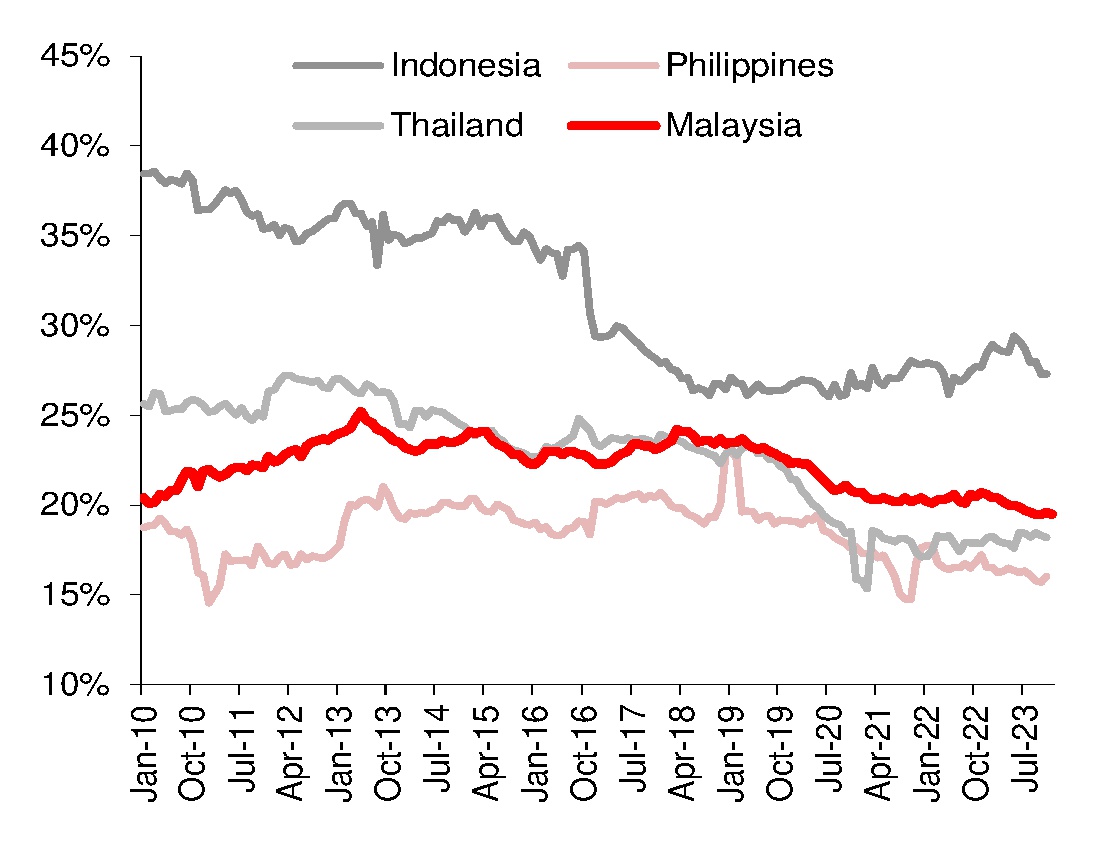 Indonesia Philippines
Thailand Malaysia
45%
40%
35%
30%
25%
20%
15%
10%
Jan-10
Oct-10
Jul-11
Apr-12
Jan-13
Oct-13
Jul-14
Apr-15
Jan-16
Oct-16
Jul-17
Apr-18
Jan-19
Oct-19
Jul-20
Apr-21
Jan-22
Oct-22
Jul-23